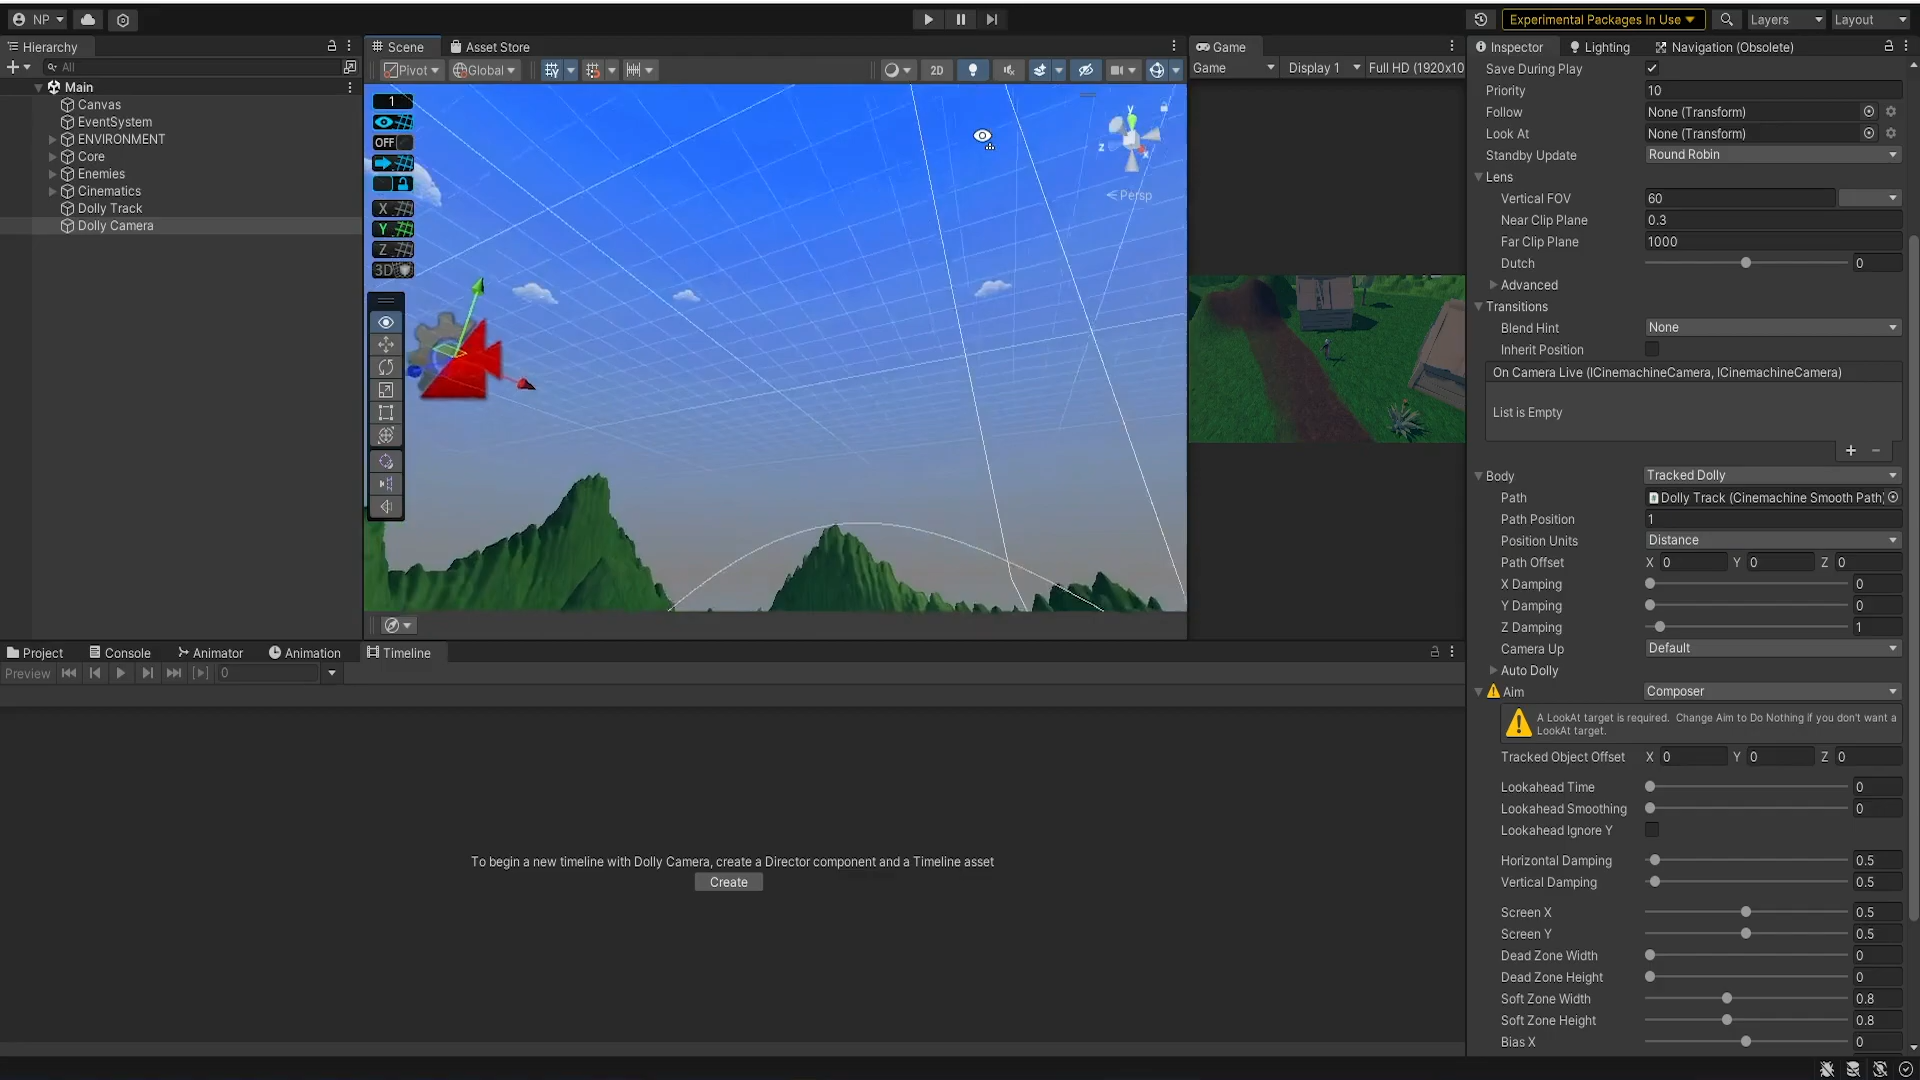 NP
Experimental Packages In Use
Layers
Layout
Hierarchy
Scene
Asset Store
Game
Inspector
Lighting
Navigation (Obsolete)
All
Pivot
Global
2D
Game
Display 1
Full HD (1920x10
Main
Canvas
EventSystem
ENVIRONMENT
Core
Enemies
Cinematics
Dolly Track
Dolly Camera
1
OFF
X
Y
Z
3D
y
z
x
Persp
Save During Play
Priority 10
Follow None (Transform)
Look At None (Transform)
Standby Update Round Robin
Lens
Vertical FOV 60
Near Clip Plane 0.3
Far Clip Plane 1000
Dutch 0
Advanced
Transitions
Blend Hint None
Inherit Position
On Camera Live (ICinemachineCamera, ICinemachineCamera)
List is Empty
Body Tracked Dolly
Path Dolly Track (Cinemachine Smooth Path)
Path Position 1
Position Units Distance
Path Offset X 0 Y 0 Z 0
X Damping 0
Y Damping 0
Z Damping 1
Camera Up Default
Auto Dolly
Aim Composer
A LookAt target is required. Change Aim to Do Nothing if you don't want a
LookAt target.
Tracked Object Offset X 0 Y 0 Z 0
Lookahead Time 0
Lookahead Smoothing 0
Lookahead Ignore Y
Horizontal Damping 0.5
Vertical Damping 0.5
Screen X 0.5
Screen Y 0.5
Dead Zone Width 0
Dead Zone Height 0
Soft Zone Width 0.8
Soft Zone Height 0.8
Bias X 0
Project
Console
Animator
Animation
Timeline
Preview
0
To begin a new timeline with Dolly Camera, create a Director component and a Timeline asset
Create